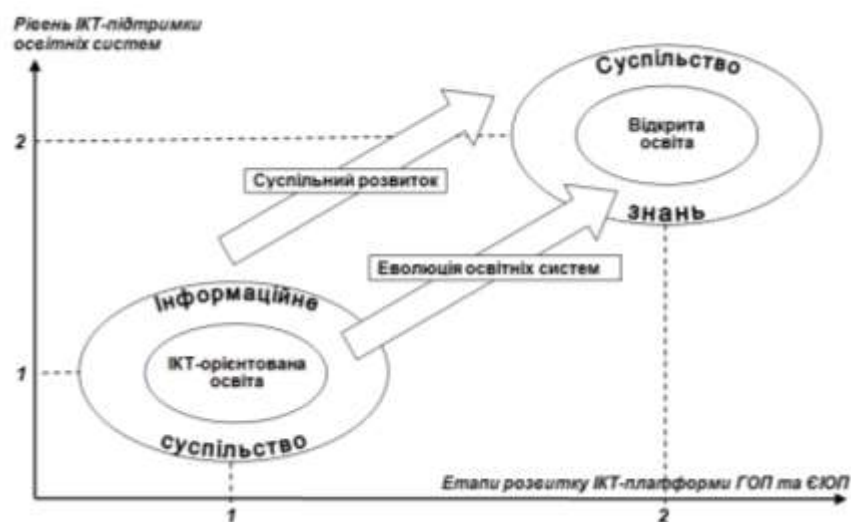 Рівень ІКТ-підтримки
освітніх систем
Суспільство
2
Відкрита
освіта
Суспільний розвиток
знань
Еволюція освітніх систем
Інформаційне
1
ІКТ-орієнтована
освіта
суспільство
Етапи розвитку ІКТ-платформи ГОП та ЄІОП
1
2